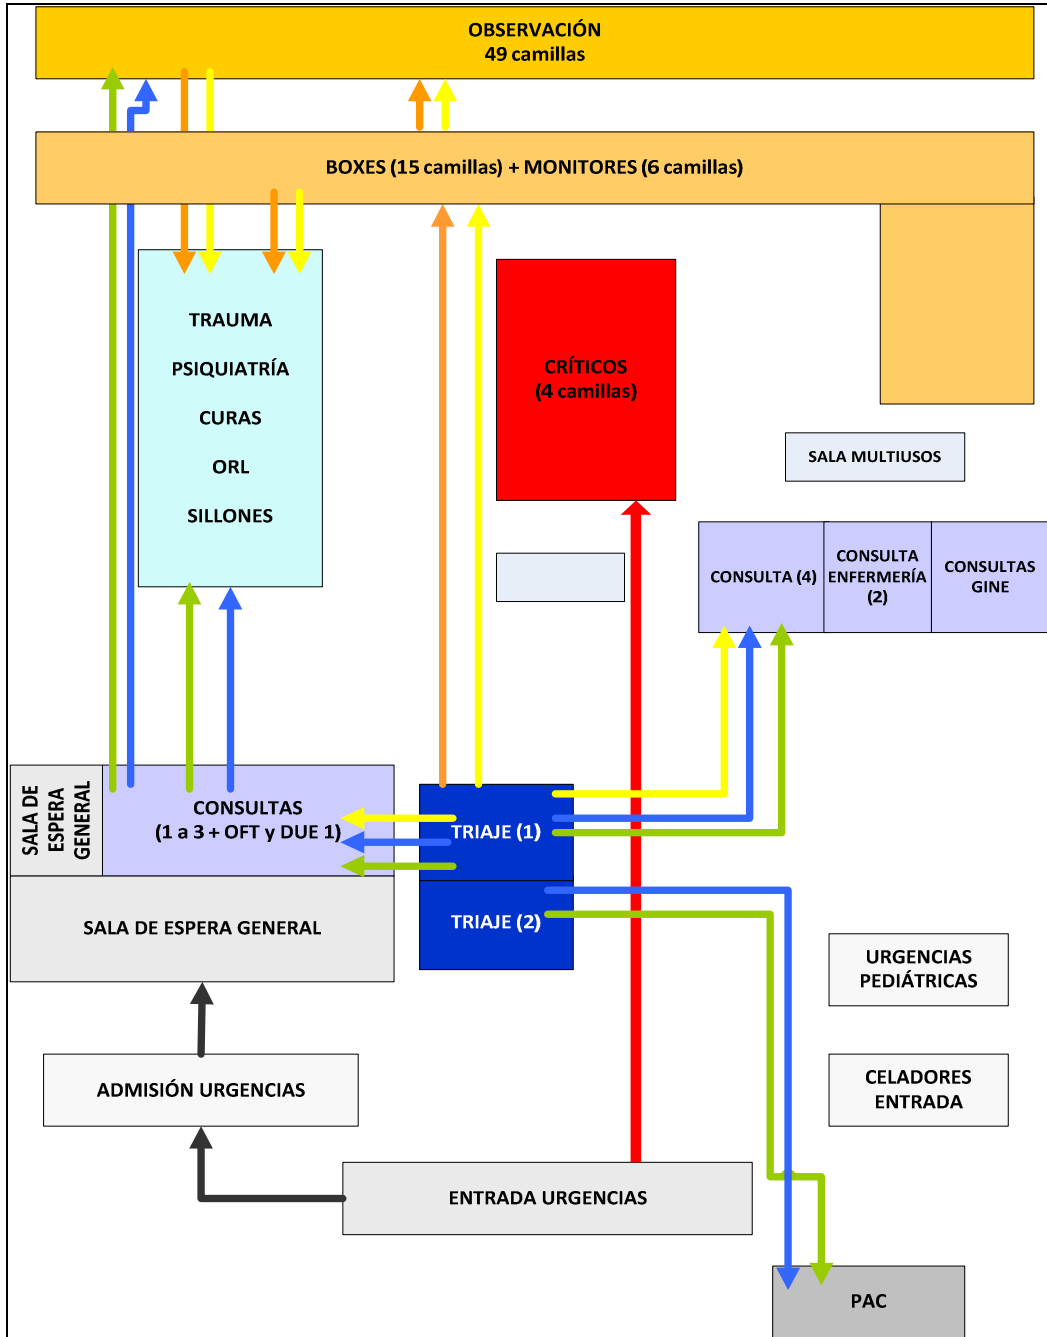 OBSERVACIÓN
49 camillas
BOXES (15 camillas) + MONITORES (6 camillas)
TRAUMA
PSIQUIATRÍA
CURAS
ORL
SILLONES
CRÍTICOS
(4 camillas)
SALA MULTIUSOS
CONSULTA (4)
CONSULTA
ENFERMERÍA
(2)
CONSULTAS
GINE
SALA DE
ESPERA
GENERAL
CONSULTAS
(1 a 3 + OFT y DUE 1)
TRIAJE (1)
TRIAJE (2)
SALA DE ESPERA GENERAL
URGENCIAS
PEDIÁTRICAS
ADMISIÓN URGENCIAS
CELADORES
ENTRADA
ENTRADA URGENCIAS
PAC